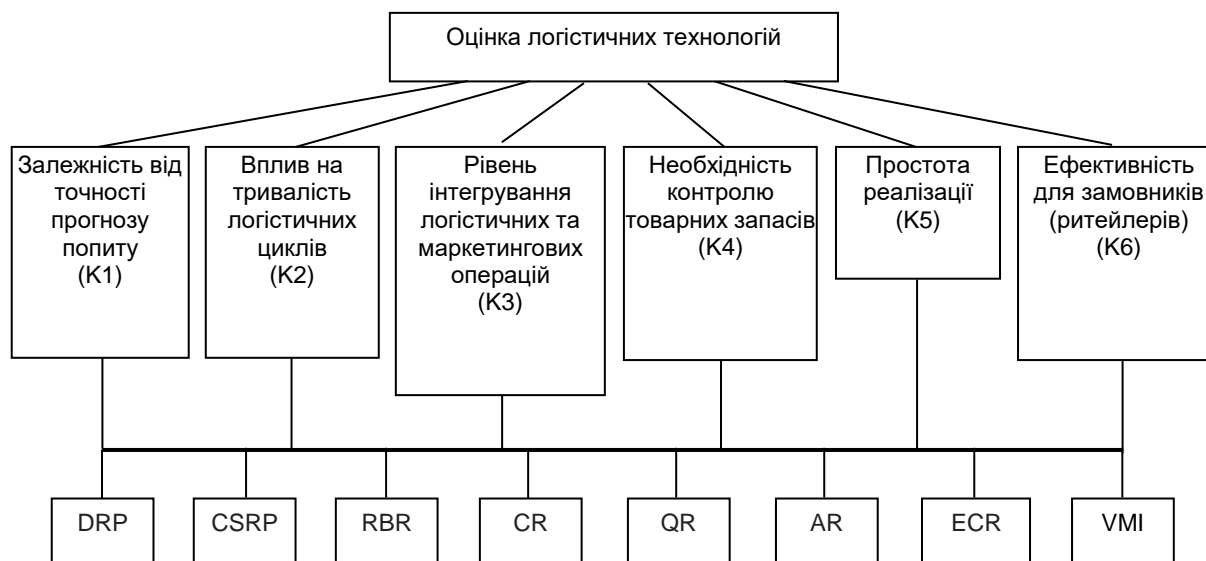 Оцінка логістичних технологій
Залежність від
точності
прогнозу
попиту
(К1)
Вплив на
тривалість
логістичних
циклів
(К2)
Рівень
інтегрування
логістичних та
маркетингових
операцій
(К3)
Необхідність
контролю
товарних запасів
(К4)
Простота
реалізації
(К5)
Ефективність
для замовників
(ритейлерів)
(К6)
DRP
CSRP
RBR
CR
QR
AR
ECR
VMI